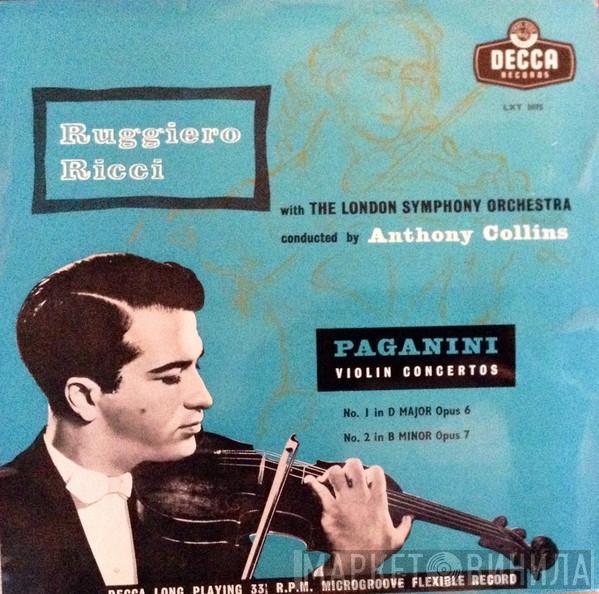 DECCA
RECORDS
Ruggiero
Ricci
with THE LONDON SYMPHONY ORCHESTRA
conducted by Anthony Collins
PAGANINI
VIOLIN CONCERTOS
No. 1 in D MAJOR Opus 6
No. 2 in B MINOR Opus 7
МАРКЕТ ВИНИЛА
DECCA LONG PLAYING 33⅓ R.P.M. MICROGROOVE FLEXIBLE RECORD